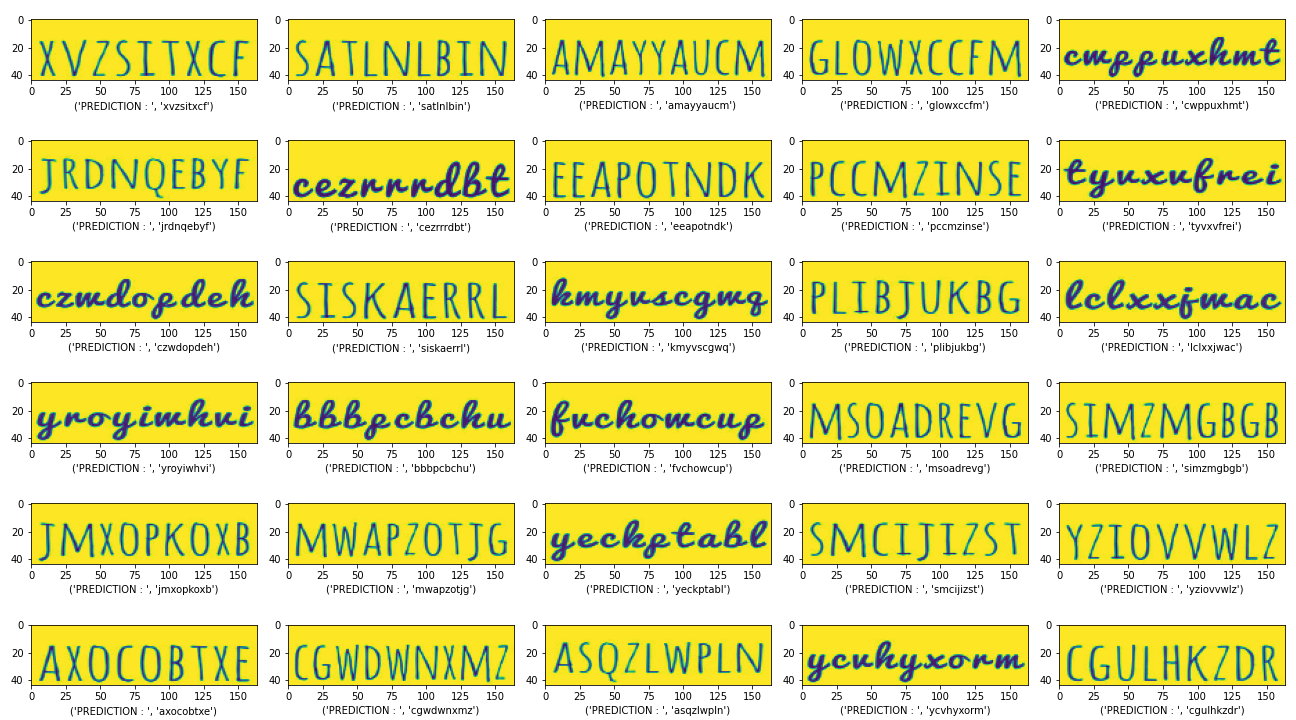 0 0 0 0 0
20 XVZSITXCF 20 SATLNLBIN 20 AMAYYAUCM 20 GLOWXCCFM 20 cwppuxhmt
40 40 40 40 40
0 25 50 75 100 125 150 0 25 50 75 100 125 150 0 25 50 75 100 125 150 0 25 50 75 100 125 150 0 25 50 75 100 125 150
('PREDICTION : ', 'xvzsitxcf') ('PREDICTION : ', 'satlnlbin') ('PREDICTION : ', 'amayyaucm') ('PREDICTION : ', 'glowxccfm') ('PREDICTION : ', 'cwppuxhmt')
0 0 0 0 0
20 JRDNQEBYF 20 cezrrrdbt 20 EEAPOTNDK 20 PCCMZINSE 20 tyvxvfrei
40 40 40 40 40
0 25 50 75 100 125 150 0 25 50 75 100 125 150 0 25 50 75 100 125 150 0 25 50 75 100 125 150 0 25 50 75 100 125 150
('PREDICTION : ', 'jrdnqebyf') ('PREDICTION : ', 'cezrrrdbt') ('PREDICTION : ', 'eeapotndk') ('PREDICTION : ', 'pccmzinse') ('PREDICTION : ', 'tyvxvfrei')
0 0 0 0 0
20 czwdopdeh 20 SISKAERRL 20 kmyvscgwq 20 PLIBJUKBG 20 lclxxjwac
40 40 40 40 40
0 25 50 75 100 125 150 0 25 50 75 100 125 150 0 25 50 75 100 125 150 0 25 50 75 100 125 150 0 25 50 75 100 125 150
('PREDICTION : ', 'czwdopdeh') ('PREDICTION : ', 'siskaerrl') ('PREDICTION : ', 'kmyvscgwq') ('PREDICTION : ', 'plibjukbg') ('PREDICTION : ', 'lclxxjwac')
0 0 0 0 0
20 yroyiwhvi 20 bbbpcbchu 20 fvchowcup 20 MSOADREVG 20 SIMZMGBGB
40 40 40 40 40
0 25 50 75 100 125 150 0 25 50 75 100 125 150 0 25 50 75 100 125 150 0 25 50 75 100 125 150 0 25 50 75 100 125 150
('PREDICTION : ', 'yroyiwhvi') ('PREDICTION : ', 'bbbpcbchu') ('PREDICTION : ', 'fvchowcup') ('PREDICTION : ', 'msoadrevg') ('PREDICTION : ', 'simzmgbgb')
0 0 0 0 0
20 JMXOPKOXB 20 MWAPZOTJG 20 yeckptabl 20 SMCIJIZST 20 YZIOVVWLZ
40 40 40 40 40
0 25 50 75 100 125 150 0 25 50 75 100 125 150 0 25 50 75 100 125 150 0 25 50 75 100 125 150 0 25 50 75 100 125 150
('PREDICTION : ', 'jmxopkoxb') ('PREDICTION : ', 'mwapzotjg') ('PREDICTION : ', 'yeckptabl') ('PREDICTION : ', 'smcijizst') ('PREDICTION : ', 'yziovvwlz')
0 0 0 0 0
20 AXOCOBTXE 20 CGWDWNXMZ 20 ASQZLWPLN 20 ycvhyxorm 20 CGULHKZDR
40 40 40 40 40
0 25 50 75 100 125 150 0 25 50 75 100 125 150 0 25 50 75 100 125 150 0 25 50 75 100 125 150 0 25 50 75 100 125 150
('PREDICTION : ', 'axocobtxe') ('PREDICTION : ', 'cgwdwnxmz') ('PREDICTION : ', 'asqzlwpln') ('PREDICTION : ', 'ycvhyxorm') ('PREDICTION : ', 'cgulhkzdr')